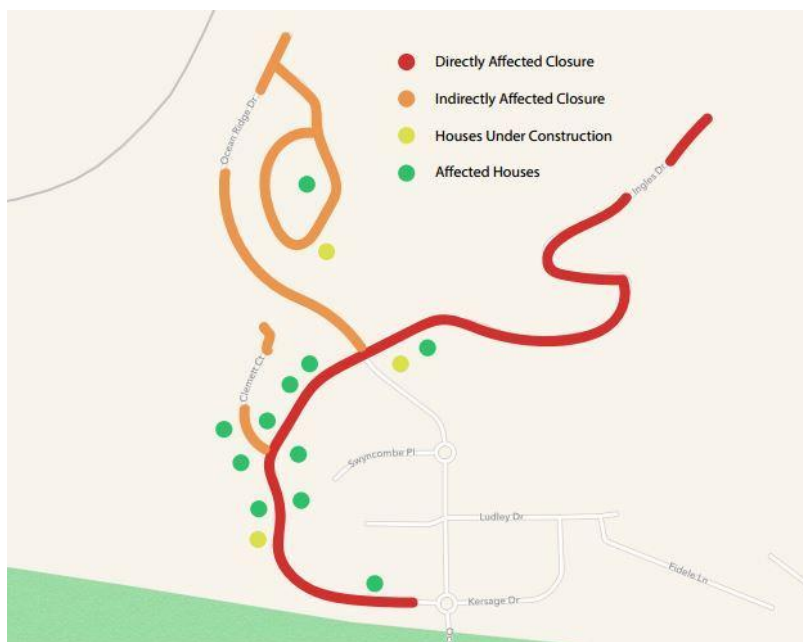 Directly Affected Closure
Indirectly Affected Closure
Houses Under Construction
Affected Houses
Ocean Ridge Dr
Ingles Dr
Clemett Ct
Swyncombe Pl
Ludley Dr
Fidele Ln
Kersage Dr